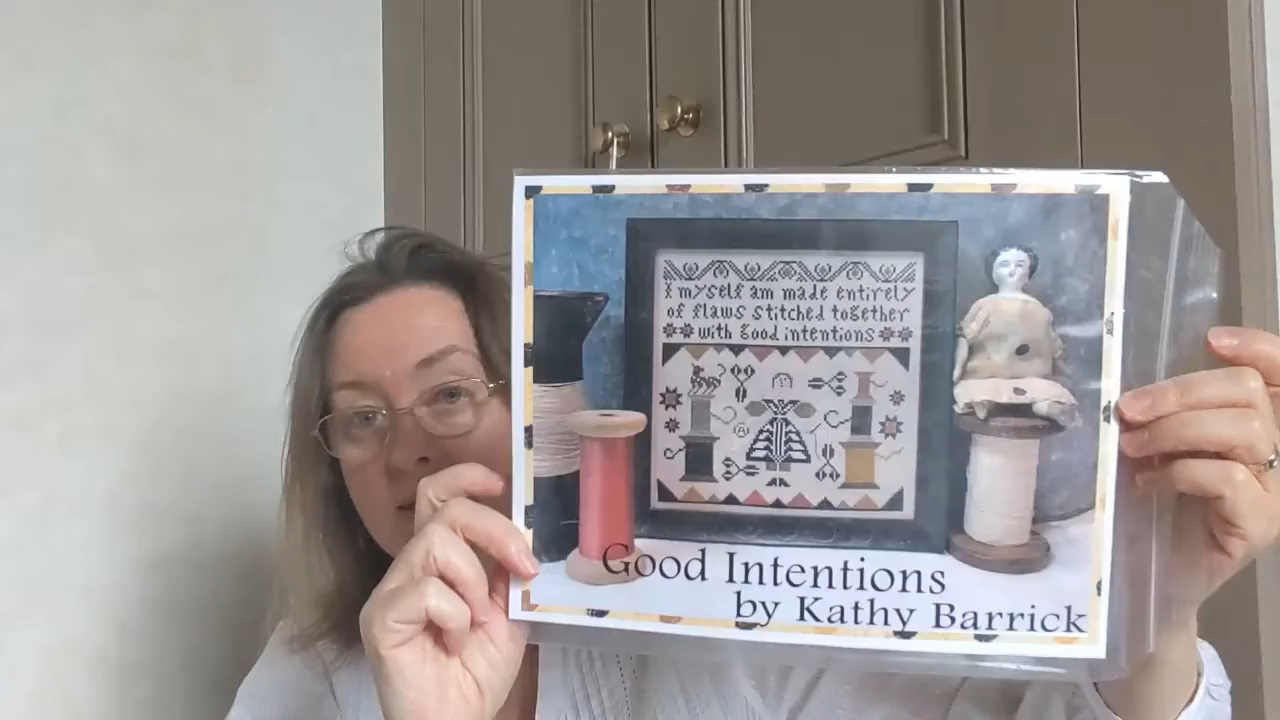 I myself am made entirely
of flaws stitched together
with good intentions
A
Good Intentions
by Kathy Barrick